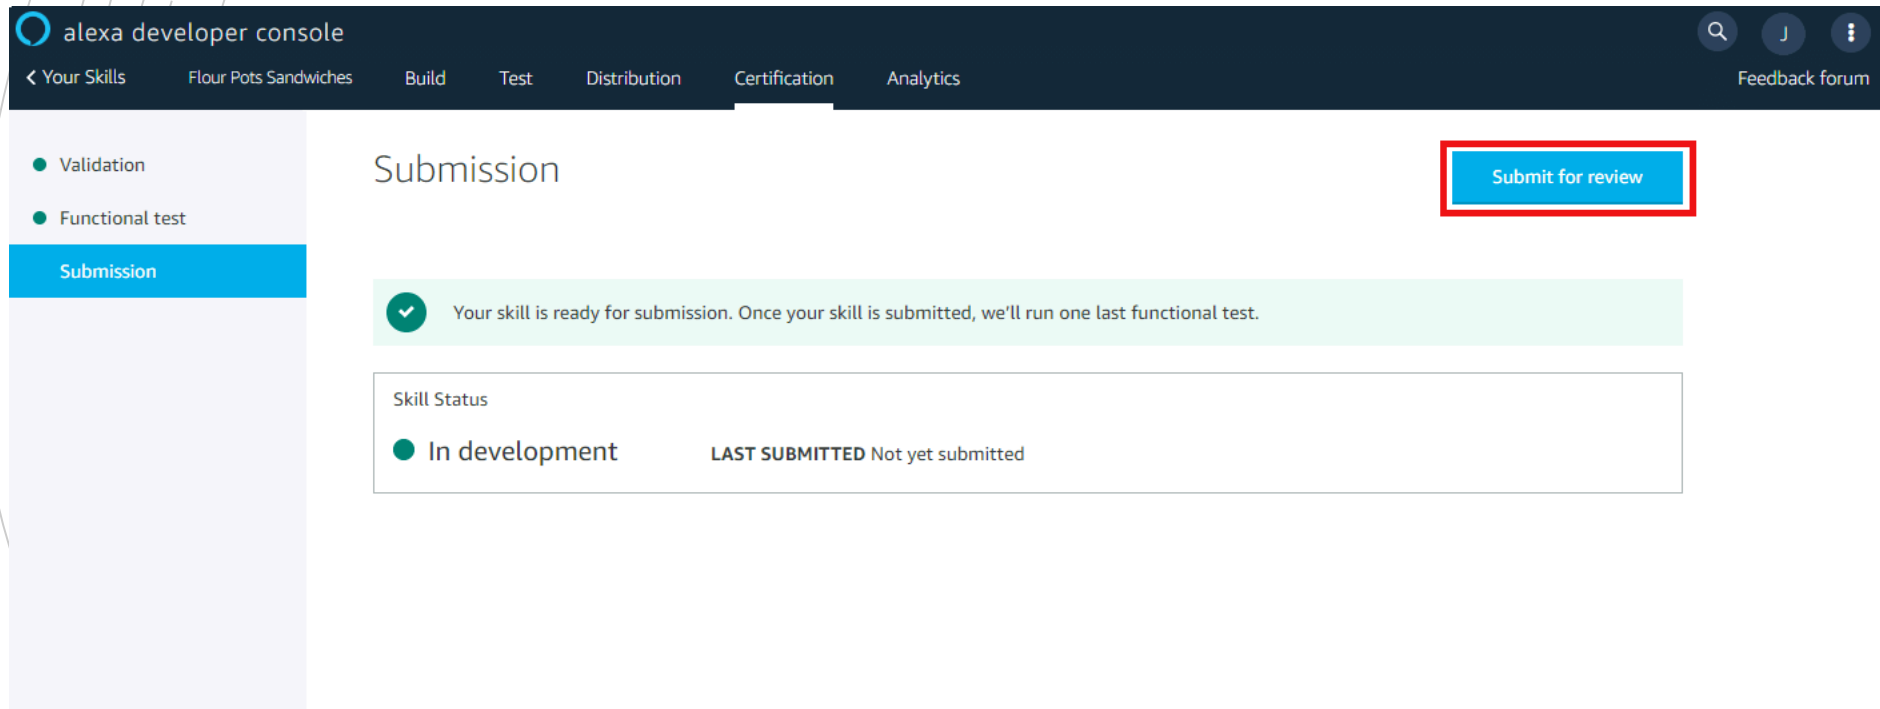 alexa developer console
J
Your Skills Flour Pots Sandwiches Build Test Distribution Certification Analytics Feedback forum
Validation
Functional test
Submission
Submission
Submit for review
Your skill is ready for submission. Once your skill is submitted, we'll run one last functional test.
Skill Status
In development LAST SUBMITTED Not yet submitted